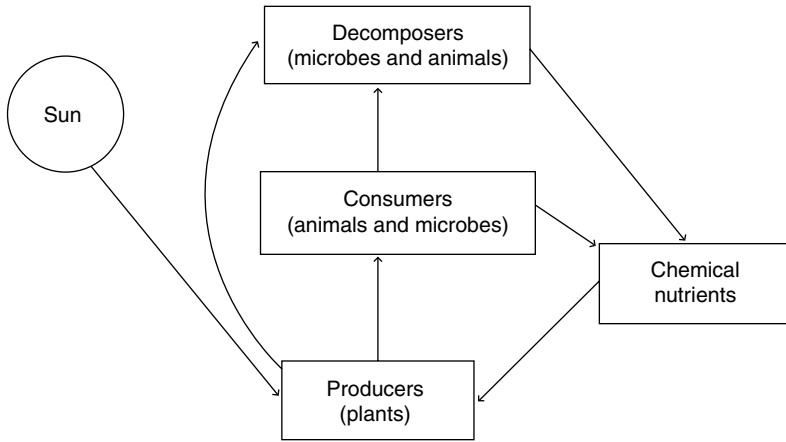 Decomposers
(microbes and animals)
Sun
Consumers
(animals and microbes)
Chemical
nutrients
Producers
(plants)